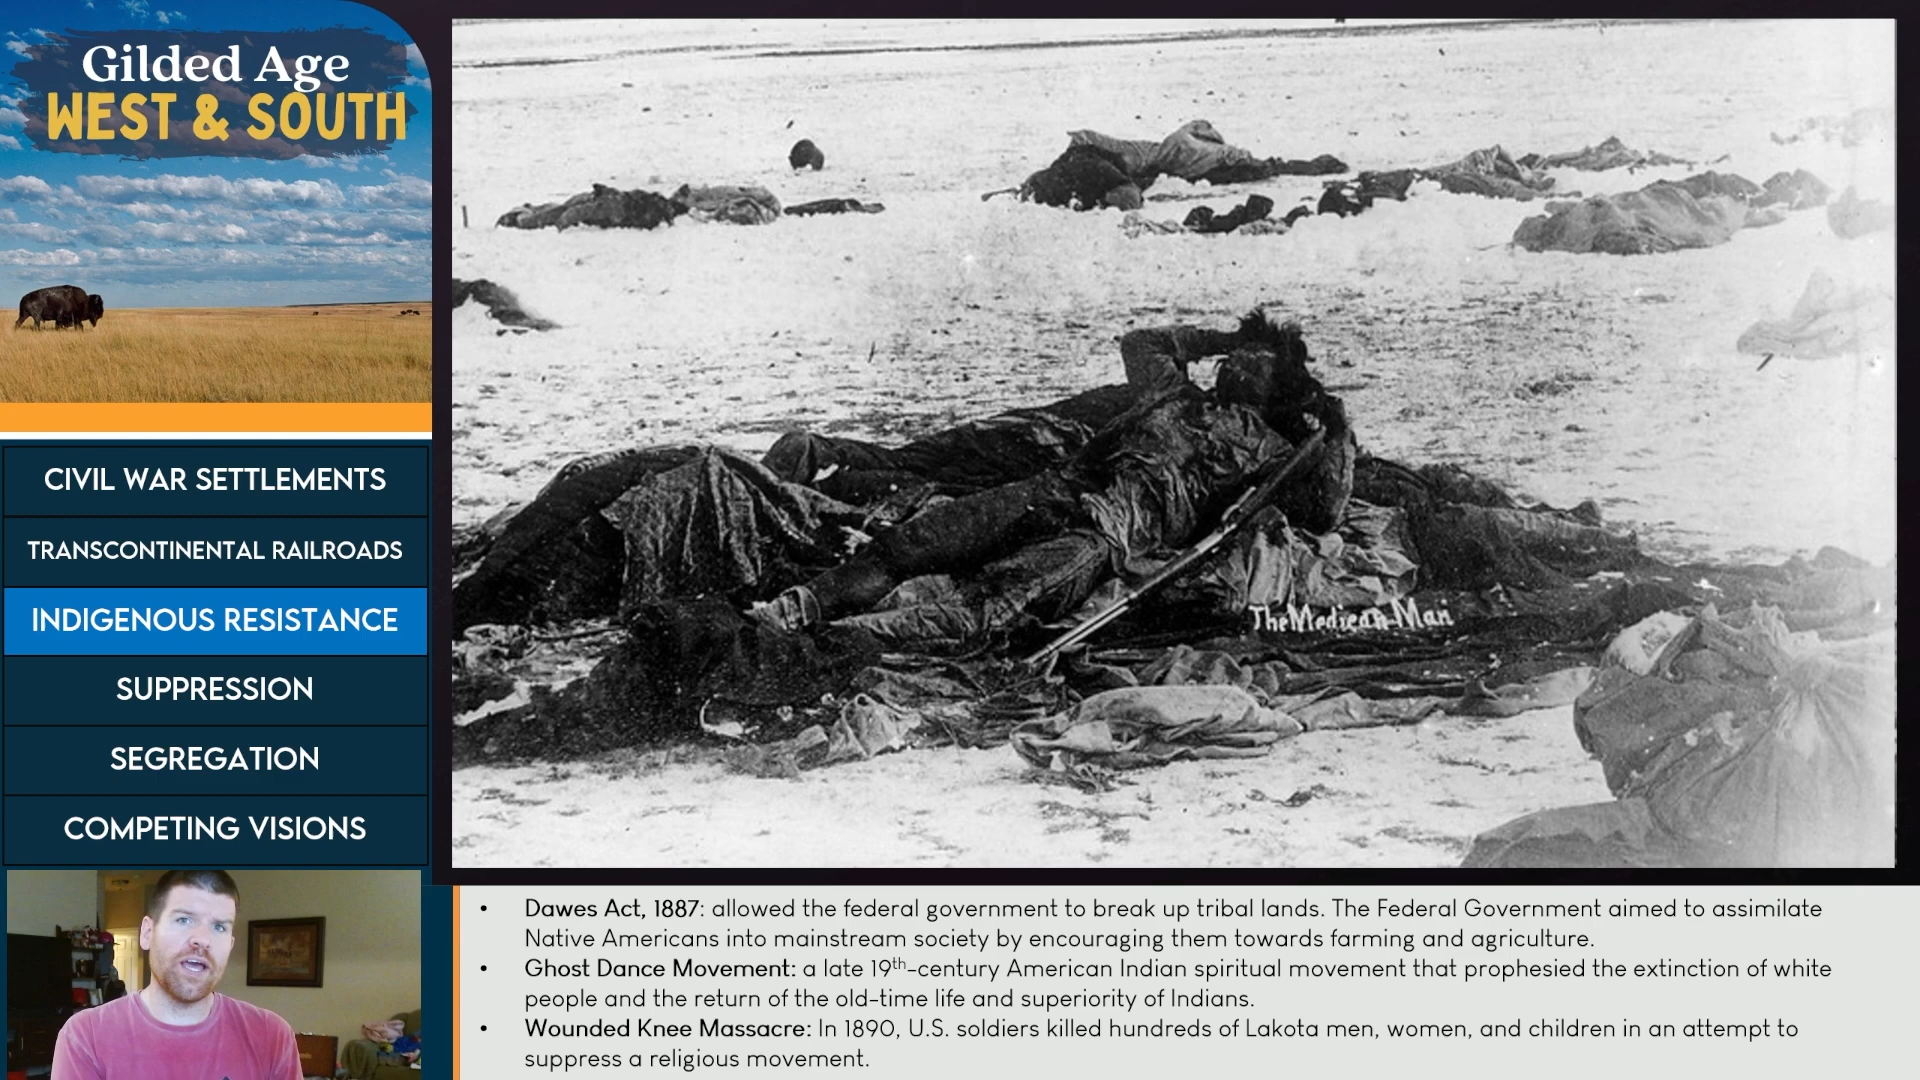 Gilded Age
WEST & SOUTH
CIVIL WAR SETTLEMENTS
TRANSCONTINENTAL RAILROADS
INDIGENOUS RESISTANCE
SUPPRESSION
SEGREGATION
COMPETING VISIONS
The Medican Man
• Dawes Act, 1887: allowed the federal government to break up tribal lands. The Federal Government aimed to assimilate
Native Americans into mainstream society by encouraging them towards farming and agriculture.
• Ghost Dance Movement: a late 19th-century American Indian spiritual movement that prophesied the extinction of white
people and the return of the old-time life and superiority of Indians.
• Wounded Knee Massacre: In 1890, U.S. soldiers killed hundreds of Lakota men, women, and children in an attempt to
suppress a religious movement.